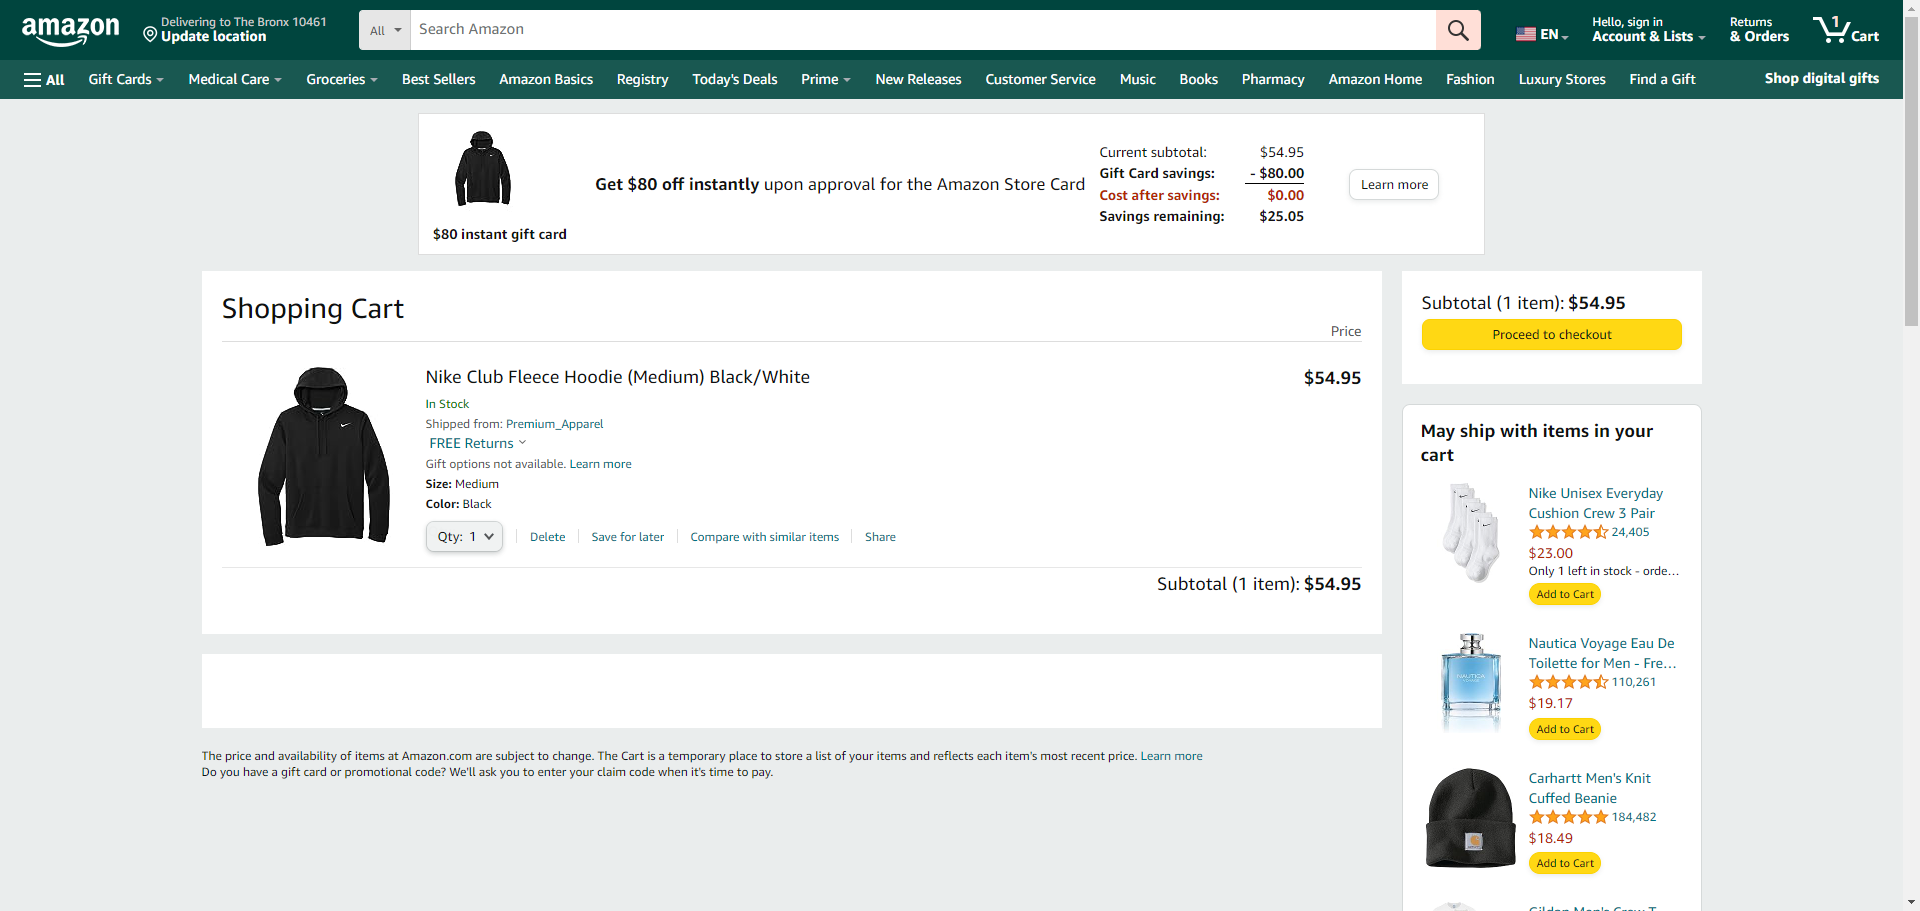 amazon
Delivering to The Bronx 10461
Update location
All
Search Amazon
EN
Hello, sign in
Account & Lists
Returns
& Orders
1
Cart
All
Gift Cards
Medical Care
Groceries
Best Sellers
Amazon Basics
Registry
Today's Deals
Prime
New Releases
Customer Service
Music
Books
Pharmacy
Amazon Home
Fashion
Luxury Stores
Find a Gift
Shop digital gifts
$80 instant gift card
Get $80 off instantly upon approval for the Amazon Store Card
Current subtotal: $54.95
Gift Card savings: - $80.00
Cost after savings: $0.00
Savings remaining: $25.05
Learn more
Shopping Cart
Price
Nike Club Fleece Hoodie (Medium) Black/White
$54.95
In Stock
Shipped from: Premium_Apparel
FREE Returns
Gift options not available. Learn more
Size: Medium
Color: Black
Qty: 1
Delete
Save for later
Compare with similar items
Share
Subtotal (1 item): $54.95
The price and availability of items at Amazon.com are subject to change. The Cart is a temporary place to store a list of your items and reflects each item's most recent price. Learn more
Do you have a gift card or promotional code? We'll ask you to enter your claim code when it's time to pay.
Subtotal (1 item): $54.95
Proceed to checkout
May ship with items in your
cart
Nike Unisex Everyday
Cushion Crew 3 Pair
24,405
$23.00
Only 1 left in stock - orde...
Add to Cart
NAUTICA
Nautica Voyage Eau De
Toilette for Men - Fre...
110,261
$19.17
Add to Cart
Carhartt Men's Knit
Cuffed Beanie
184,482
$18.49
Add to Cart